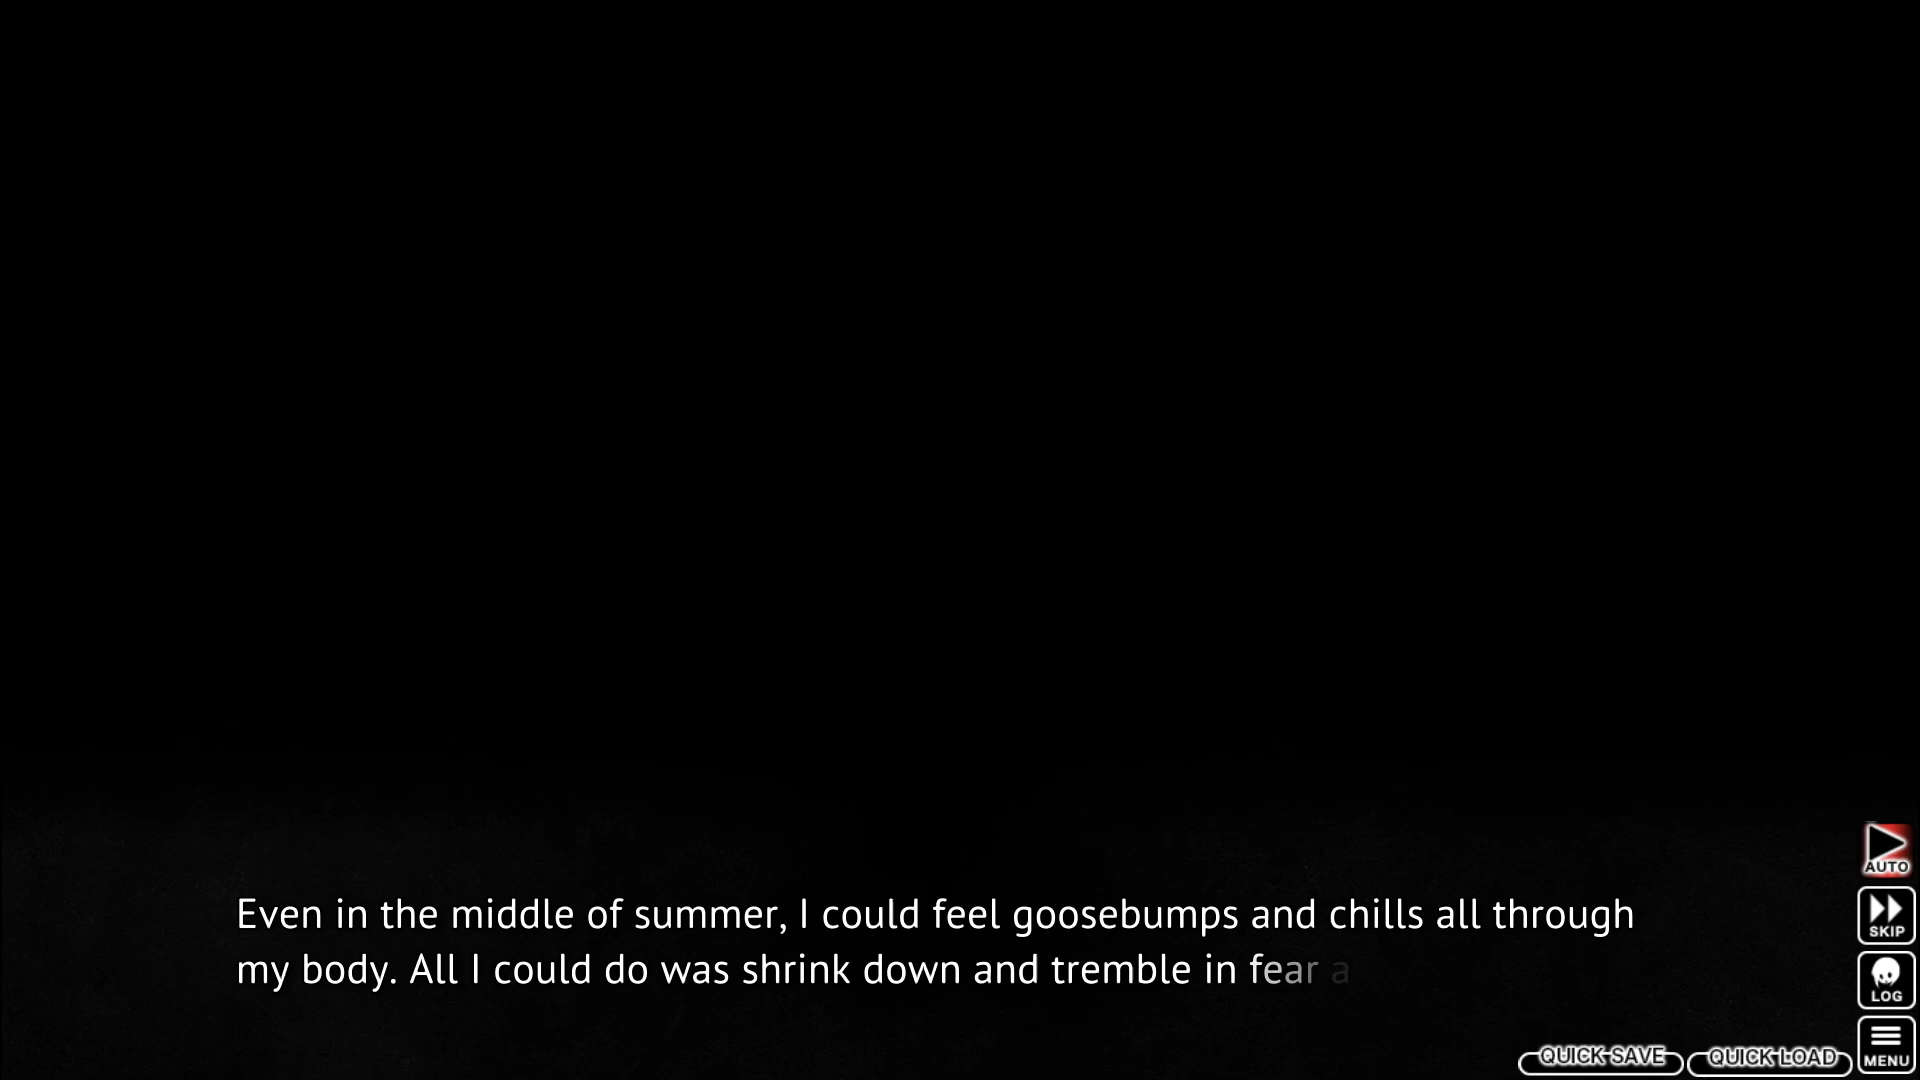 Even in the middle of summer, I could feel goosebumps and chills all through
my body. All I could do was shrink down and tremble in fear a
AUTO
SKIP
LOG
MENU
QUICK SAVE
QUICK LOAD